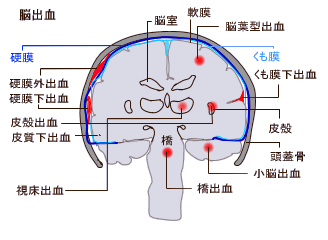 脳出血
脳室
軟膜
脳葉型出血
硬膜
くも膜
くも膜下出血
硬膜外出血
硬膜下出血
皮殻出血
皮質下出血
皮殻
橋
頭蓋骨
小脳出血
視床出血
橋出血